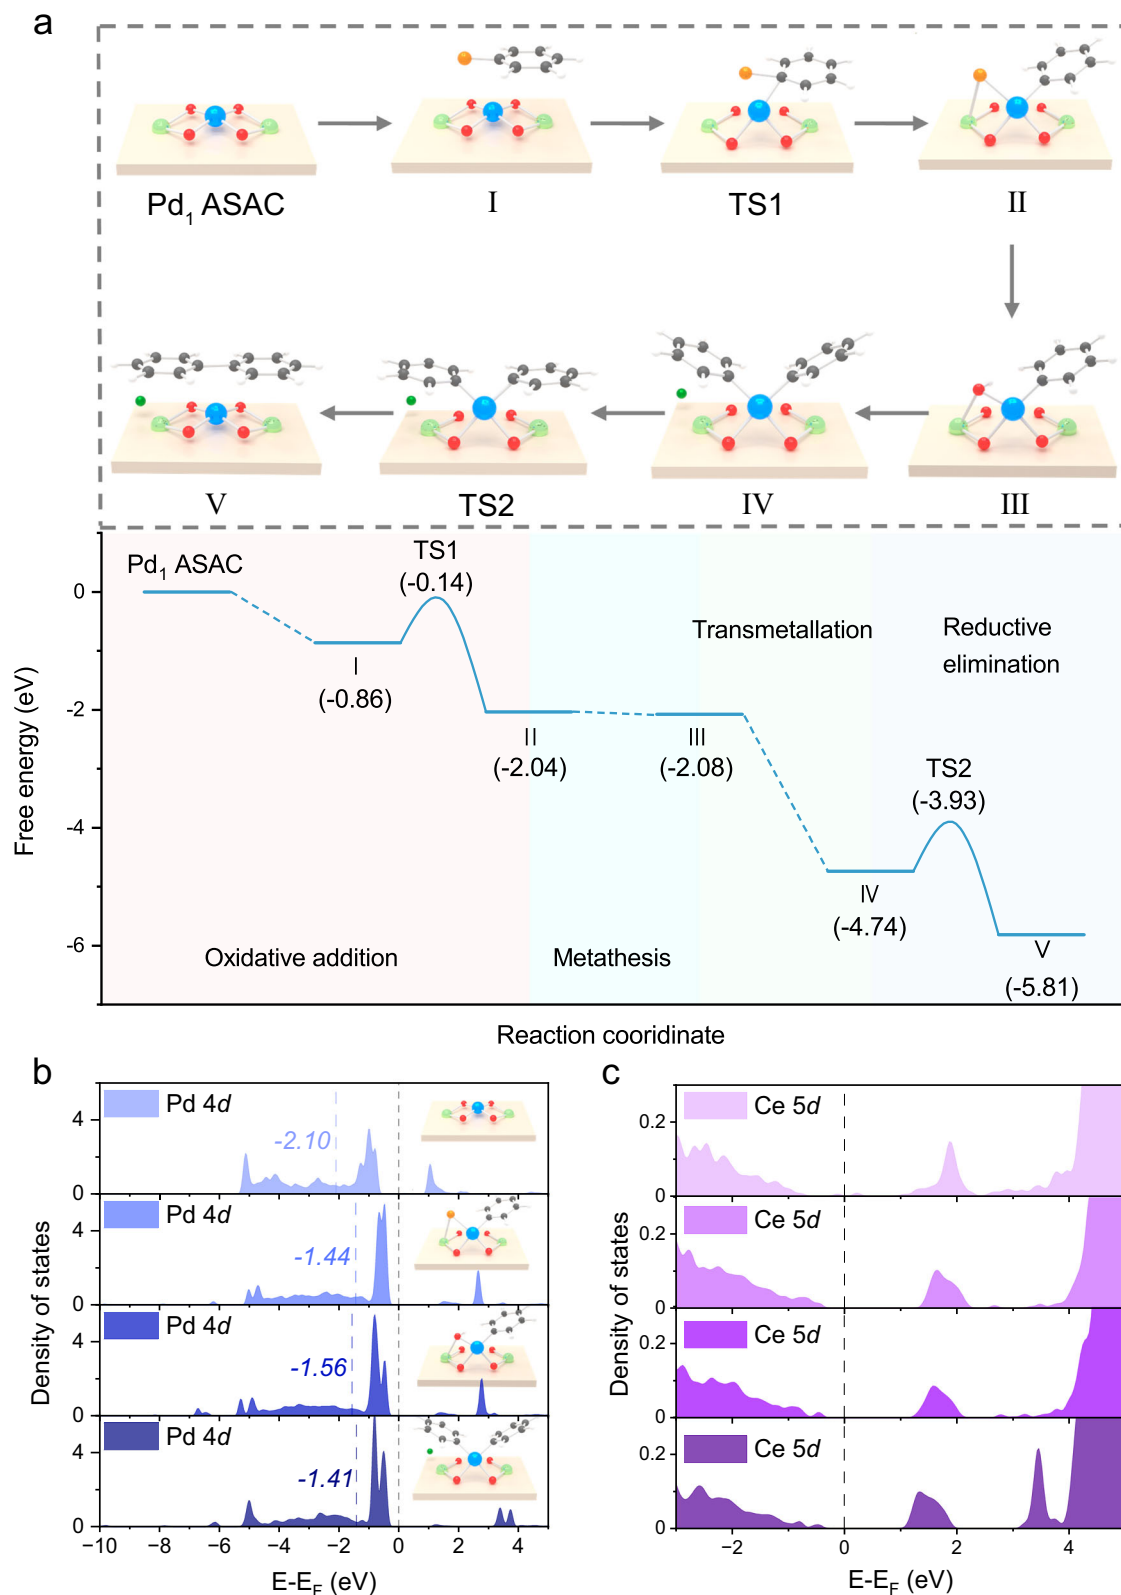 a
Pd₁ ASAC
I
TS1
II
V
TS2
IV
III
Free energy (eV)
0
-2
-4
-6
Pd₁ ASAC
I
(-0.86)
TS1
(-0.14)
II
(-2.04)
III
(-2.08)
IV
(-4.74)
TS2
(-3.93)
V
(-5.81)
Oxidative addition
Metathesis
Transmetallation
Reductive
elimination
Reaction cooridinate
b
Density of states
Pd 4d
-2.10
4
0
Pd 4d
-1.44
4
0
Pd 4d
-1.56
4
0
Pd 4d
-1.41
4
0
−10 −8 −6 −4 −2 0 2 4
E-E_F (eV)
c
Density of states
Ce 5d
0.2
0
Ce 5d
0.2
0
Ce 5d
0.2
0
Ce 5d
0.2
0
−2 0 2 4
E-E_F (eV)